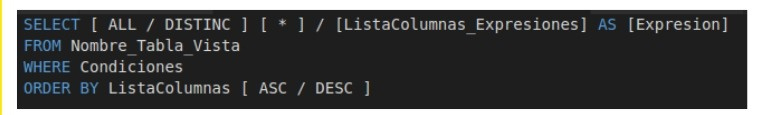 SELECT [ ALL / DISTINC ] [ * ] / [ListaColumnas_Expresiones] AS [Expresion]
FROM Nombre_Tabla_Vista
WHERE Condiciones
ORDER BY ListaColumnas [ ASC / DESC ]